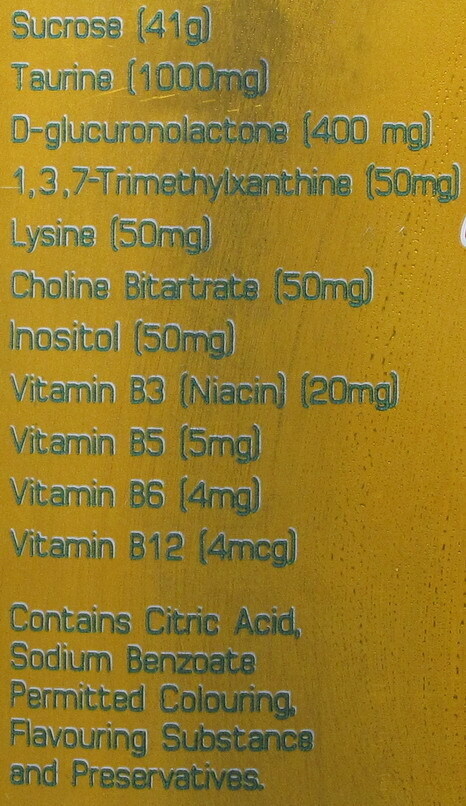 Sucrose (41g)
Taurine (1000mg)
D-glucuronolactone (400 mg)
1,3,7-Trimethylxanthine (50mg)
Lysine (50mg)
Choline Bitartrate (50mg)
Inositol (50mg)
Vitamin B3 (Niacin) (20mg)
Vitamin B5 (5mg)
Vitamin B6 (4mg)
Vitamin B12 (4mcg)
Contains Citric Acid,
Sodium Benzoate
Permitted Colouring,
Flavouring Substance
and Preservatives.